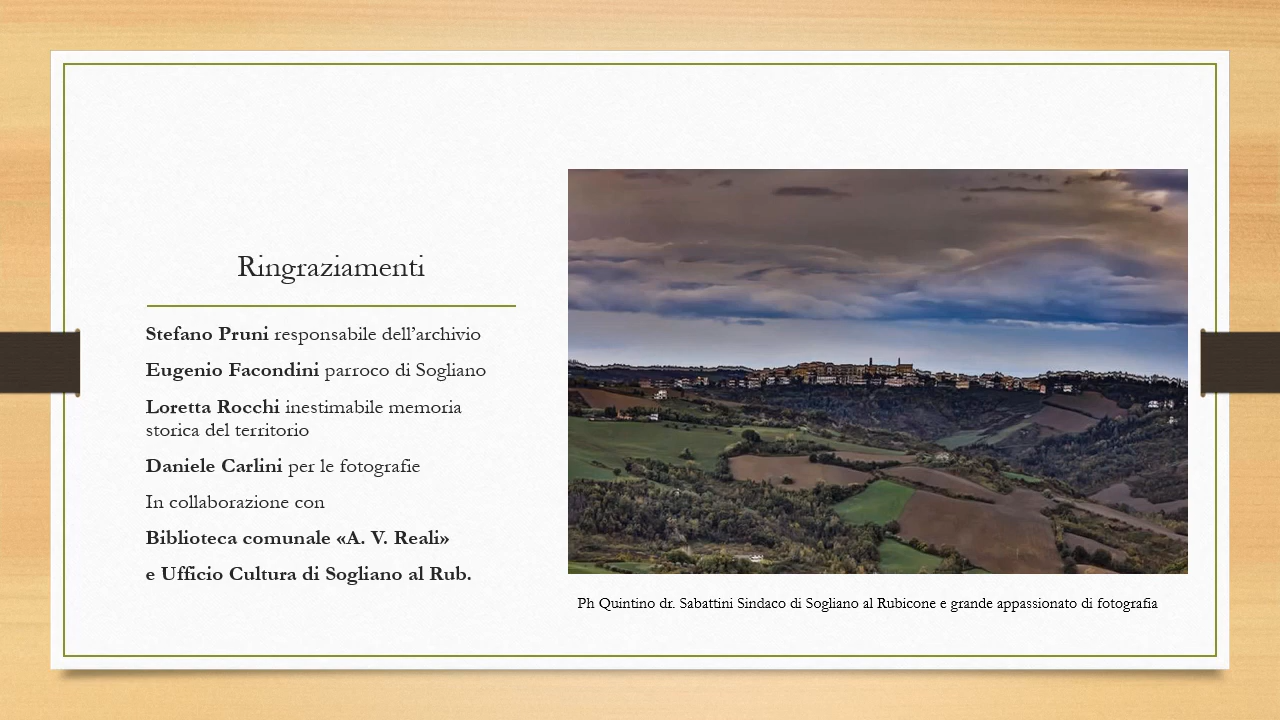 Ringraziamenti
Stefano Pruni responsabile dell’archivio
Eugenio Facondini parroco di Sogliano
Loretta Rocchi inestimabile memoria
storica del territorio
Daniele Carlini per le fotografie
In collaborazione con
Biblioteca comunale «A. V. Reali»
e Ufficio Cultura di Sogliano al Rub.
Ph Quintino dr. Sabattini Sindaco di Sogliano al Rubicone e grande appassionato di fotografia